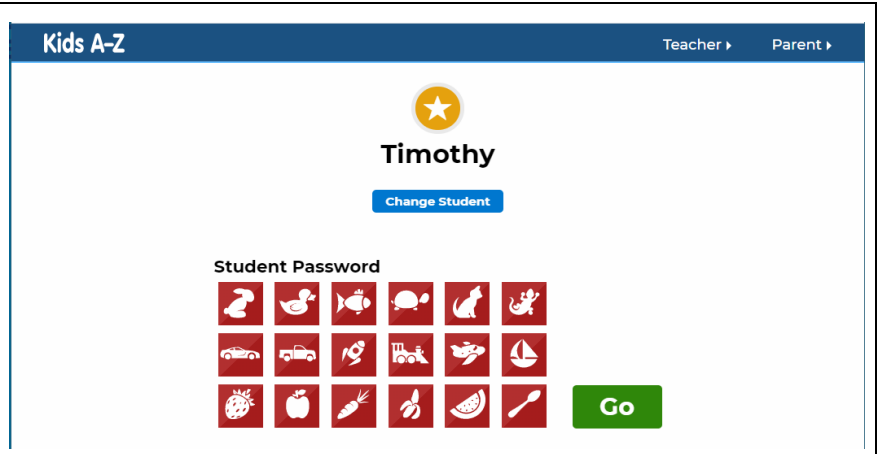 Kids A-Z
Teacher Parent
Timothy
Change Student
Student Password
Go